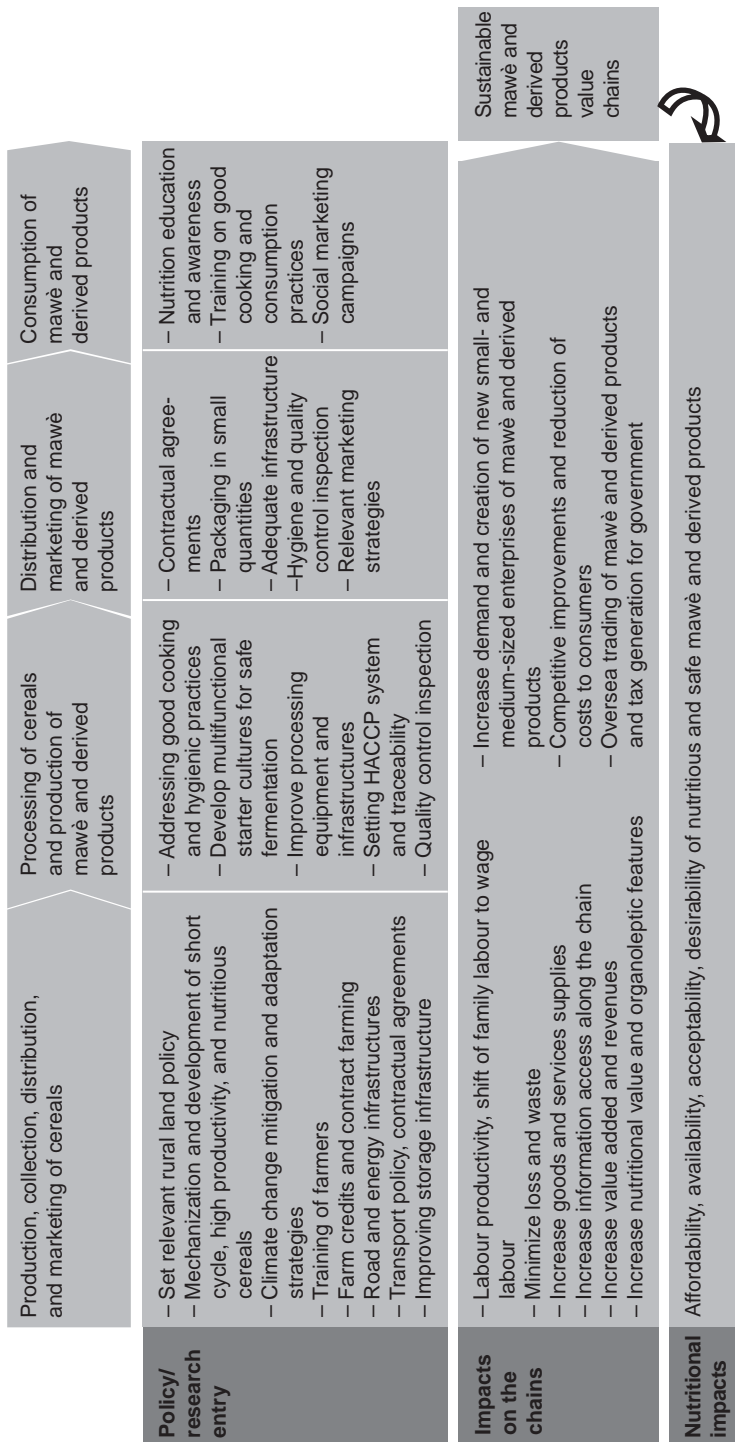 Production, collection, distribution,
and marketing of cereals
Processing of cereals
and production of
mawè and derived
products
Distribution and
marketing of mawè
and derived
products
Consumption of
mawè and
derived products
Policy/
research
entry
– Set relevant rural land policy
– Mechanization and development of short
cycle, high productivity, and nutritious
cereals
– Climate change mitigation and adaptation
strategies
– Training of farmers
– Farm credits and contract farming
– Road and energy infrastructures
– Transport policy, contractual agreements
– Improving storage infrastructure
– Addressing good cooking
and hygienic practices
– Develop multifunctional
starter cultures for safe
fermentation
– Improve processing
equipment and
infrastructures
– Setting HACCP system
and traceability
– Quality control inspection
– Contractual agree-
ments
– Packaging in small
quantities
– Adequate infrastructure
–Hygiene and quality
control inspection
– Relevant marketing
strategies
– Nutrition education
and awareness
– Training on good
cooking and
consumption
practices
– Social marketing
campaigns
Impacts
on the
chains
– Labour productivity, shift of family labour to wage
labour
– Minimize loss and waste
– Increase goods and services supplies
– Increase information access along the chain
– Increase value added and revenues
– Increase nutritional value and organoleptic features
– Increase demand and creation of new small- and
medium-sized enterprises of mawè and derived
products
– Competitive improvements and reduction of
costs to consumers
– Oversea trading of mawè and derived products
and tax generation for government
Sustainable
mawè and
derived
products
value
chains
Nutritional
impacts
Affordability, availability, acceptability, desirability of nutritious and safe mawè and derived products